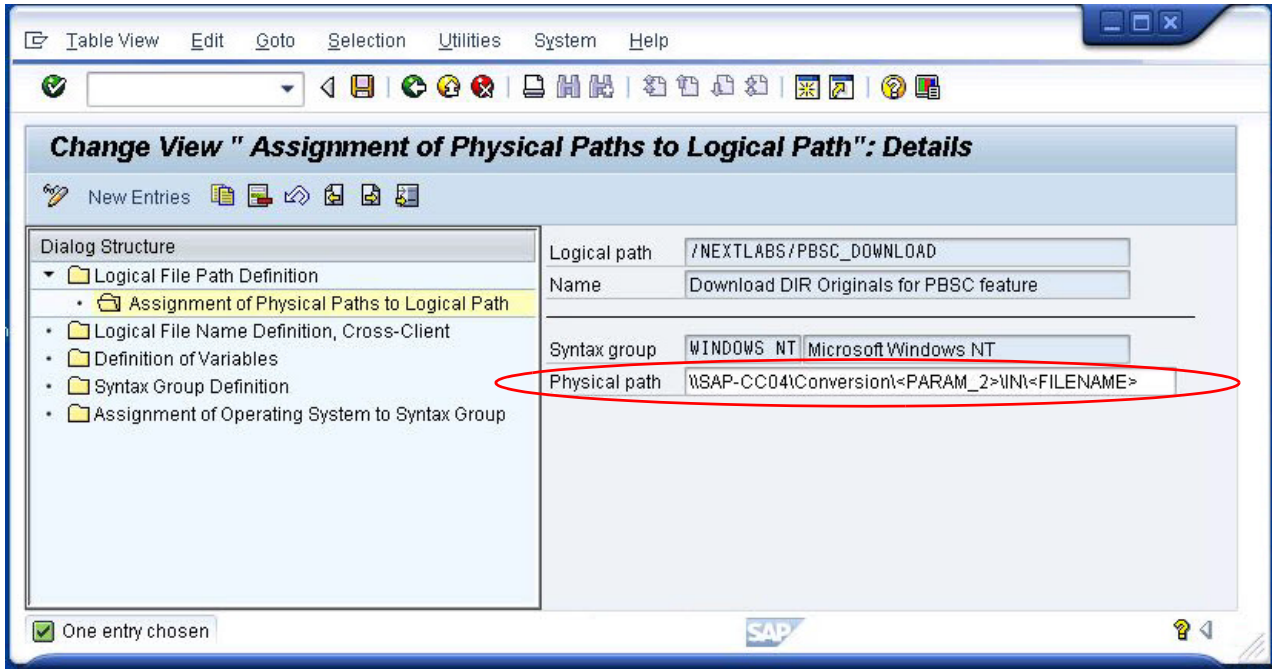 Table View Edit Goto Selection Utilities System Help
Change View " Assignment of Physical Paths to Logical Path": Details
New Entries
Dialog Structure
Logical File Path Definition
Assignment of Physical Paths to Logical Path
Logical File Name Definition, Cross-Client
Definition of Variables
Syntax Group Definition
Assignment of Operating System to Syntax Group
Logical path /NEXTLABS/PBSC_DOWNLOAD
Name Download DIR Originals for PBSC feature
Syntax group WINDOWS NT Microsoft Windows NT
Physical path \\SAP-CC04\Conversion\<PARAM_2>\IN\<FILENAME>
One entry chosen
SAP